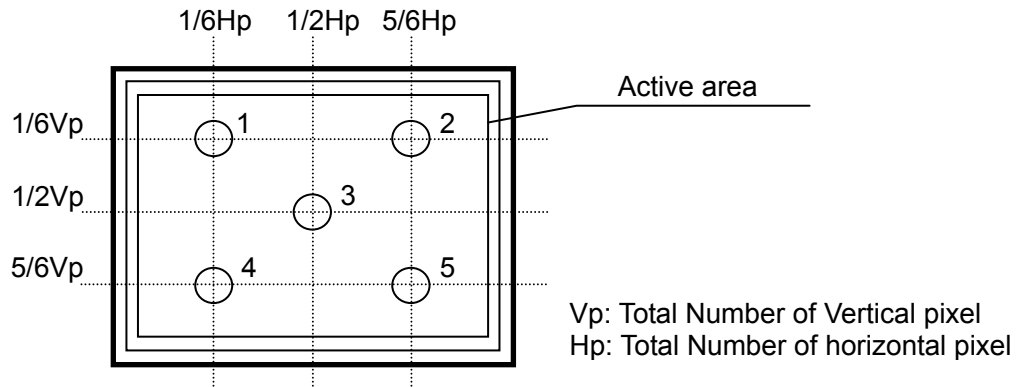 1/6Hp 1/2Hp 5/6Hp
Active area
1/6Vp 1 2
1/2Vp 3
5/6Vp 4 5
Vp: Total Number of Vertical pixel
Hp: Total Number of horizontal pixel